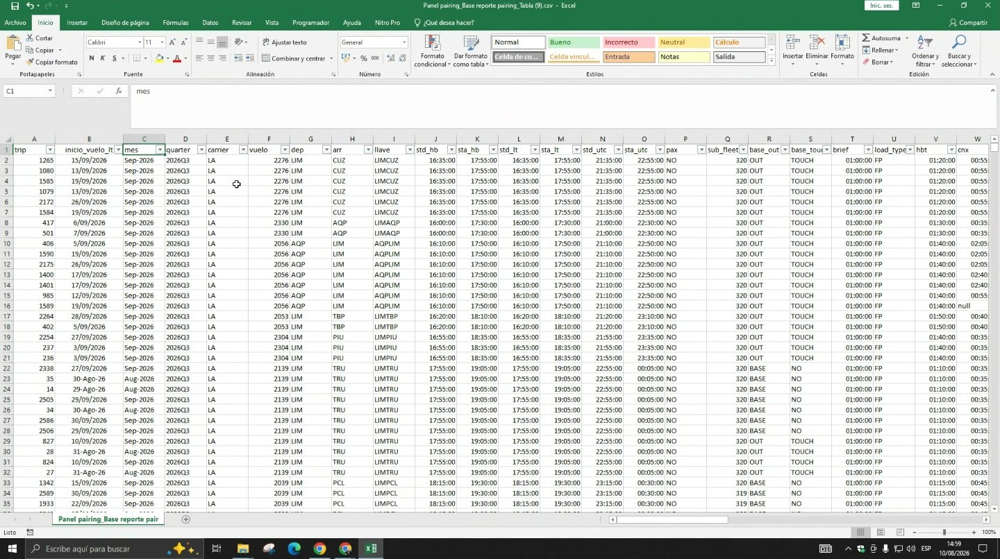 Panel pairing_Base reporte pairing_Tabla (9).csv - Excel
Inic. ses.
Archivo Inicio Insertar Diseño de página Fórmulas Datos Revisar Vista Programador Ayuda Nitro Pro ¿Qué desea hacer? Compartir
Pegar Cortar Copiar Copiar formato Portapapeles
Calibri 11 N K S Fuente
Ajustar texto Combinar y centrar Alineación
General % 000 Número
Formato condicional Dar formato como tabla
Normal Bueno Incorrecto Neutral Cálculo
Celda de co... Celda vincul... Entrada Notas Salida
Estilos
Insertar Eliminar Formato Celdas
Autosuma Rellenar Borrar Ordenar y filtrar Buscar y seleccionar Edición
C1 fx mes
A B C D E F G H I J K L M N O P Q R S T U V W
1 trip inicio_vuelo_lt mes quarter carrier vuelo dep arr llave std_hb sta_hb std_lt sta_lt std_utc sta_utc pax sub_fleet base_out base_tou brief load_type hbt cnx
2 1265 15/09/2026 Sep-2026 2026Q3 LA 2276 LIM CUZ LIMCUZ 16:35:00 17:55:00 16:35:00 17:55:00 21:35:00 22:55:00 NO 320 OUT TOUCH 01:00:00 FP 01:20:00 00:55:
3 1080 13/09/2026 Sep-2026 2026Q3 LA 2276 LIM CUZ LIMCUZ 16:35:00 17:55:00 16:35:00 17:55:00 21:35:00 22:55:00 NO 320 OUT TOUCH 01:00:00 FP 01:20:00 00:55:
4 1585 19/09/2026 Sep-2026 2026Q3 LA 2276 LIM CUZ LIMCUZ 16:35:00 17:55:00 16:35:00 17:55:00 21:35:00 22:55:00 NO 320 OUT TOUCH 01:00:00 FP 01:20:00 00:55:
5 1079 13/09/2026 Sep-2026 2026Q3 LA 2276 LIM CUZ LIMCUZ 16:35:00 17:55:00 16:35:00 17:55:00 21:35:00 22:55:00 NO 320 OUT TOUCH 01:00:00 FP 01:20:00 00:55:
6 2172 26/09/2026 Sep-2026 2026Q3 LA 2276 LIM CUZ LIMCUZ 16:35:00 17:55:00 16:35:00 17:55:00 21:35:00 22:55:00 NO 320 OUT TOUCH 01:00:00 FP 01:20:00 00:55:
7 1584 19/09/2026 Sep-2026 2026Q3 LA 2276 LIM CUZ LIMCUZ 16:35:00 17:55:00 16:35:00 17:55:00 21:35:00 22:55:00 NO 320 OUT TOUCH 01:00:00 FP 01:20:00 00:55:
8 417 6/09/2026 Sep-2026 2026Q3 LA 2330 LIM AQP LIMAQP 16:00:00 17:30:00 16:00:00 17:30:00 21:00:00 22:30:00 NO 320 OUT TOUCH 01:00:00 FP 01:30:00 00:35:
9 501 7/09/2026 Sep-2026 2026Q3 LA 2330 LIM AQP LIMAQP 16:00:00 17:30:00 16:00:00 17:30:00 21:00:00 22:30:00 NO 320 OUT TOUCH 01:00:00 FP 01:30:00 00:35:
10 406 5/09/2026 Sep-2026 2026Q3 LA 2056 AQP LIM AQPLIM 16:10:00 17:50:00 16:10:00 17:50:00 21:10:00 22:50:00 NO 320 OUT TOUCH 01:00:00 FP 01:40:00 02:05:
11 1590 19/09/2026 Sep-2026 2026Q3 LA 2056 AQP LIM AQPLIM 16:10:00 17:50:00 16:10:00 17:50:00 21:10:00 22:50:00 NO 320 OUT TOUCH 01:00:00 FP 01:40:00 02:05:
12 2175 26/09/2026 Sep-2026 2026Q3 LA 2056 AQP LIM AQPLIM 16:10:00 17:50:00 16:10:00 17:50:00 21:10:00 22:50:00 NO 320 OUT TOUCH 01:00:00 FP 01:40:00 02:05:
13 1400 17/09/2026 Sep-2026 2026Q3 LA 2056 AQP LIM AQPLIM 16:10:00 17:50:00 16:10:00 17:50:00 21:10:00 22:50:00 NO 320 OUT TOUCH 01:00:00 FP 01:40:00 02:40:
14 1401 17/09/2026 Sep-2026 2026Q3 LA 2056 AQP LIM AQPLIM 16:10:00 17:50:00 16:10:00 17:50:00 21:10:00 22:50:00 NO 320 OUT TOUCH 01:00:00 FP 01:40:00 02:40:
15 985 12/09/2026 Sep-2026 2026Q3 LA 2056 AQP LIM AQPLIM 16:10:00 17:50:00 16:10:00 17:50:00 21:10:00 22:50:00 NO 320 OUT TOUCH 01:00:00 FP 01:40:00 00:55:
16 1589 19/09/2026 Sep-2026 2026Q3 LA 2056 AQP LIM AQPLIM 16:10:00 17:50:00 16:10:00 17:50:00 21:10:00 22:50:00 NO 320 OUT TOUCH 01:00:00 FP 01:40:00 null
17 2264 28/09/2026 Sep-2026 2026Q3 LA 2053 LIM TBP LIMTBP 16:20:00 18:10:00 16:20:00 18:10:00 21:20:00 23:10:00 NO 320 OUT TOUCH 01:00:00 FP 01:50:00 00:40:
18 402 5/09/2026 Sep-2026 2026Q3 LA 2053 LIM TBP LIMTBP 16:20:00 18:10:00 16:20:00 18:10:00 21:20:00 23:10:00 NO 320 OUT TOUCH 01:00:00 FP 01:50:00 00:40:
19 2254 27/09/2026 Sep-2026 2026Q3 LA 2304 LIM PIU LIMPIU 16:55:00 18:35:00 16:55:00 18:35:00 21:55:00 23:35:00 NO 320 OUT TOUCH 01:00:00 FP 01:40:00 00:35:
20 237 3/09/2026 Sep-2026 2026Q3 LA 2304 LIM PIU LIMPIU 16:55:00 18:35:00 16:55:00 18:35:00 21:55:00 23:35:00 NO 320 OUT TOUCH 01:00:00 FP 01:40:00 00:35:
21 236 3/09/2026 Sep-2026 2026Q3 LA 2304 LIM PIU LIMPIU 16:55:00 18:35:00 16:55:00 18:35:00 21:55:00 23:35:00 NO 320 OUT TOUCH 01:00:00 FP 01:40:00 00:35:
22 2338 27/09/2026 Sep-2026 2026Q3 LA 2139 LIM TRU LIMTRU 17:55:00 19:05:00 17:55:00 19:05:00 22:55:00 00:05:00 NO 320 BASE NO 01:00:00 FP 01:10:00 00:35:
23 35 30-Ago-26 Aug-2026 2026Q3 LA 2139 LIM TRU LIMTRU 17:55:00 19:05:00 17:55:00 19:05:00 22:55:00 00:05:00 NO 320 BASE NO 01:00:00 FP 01:10:00 00:35:
24 14 29-Ago-26 Aug-2026 2026Q3 LA 2139 LIM TRU LIMTRU 17:55:00 19:05:00 17:55:00 19:05:00 22:55:00 00:05:00 NO 320 BASE NO 01:00:00 FP 01:10:00 00:35:
25 2505 29/09/2026 Sep-2026 2026Q3 LA 2139 LIM TRU LIMTRU 17:55:00 19:05:00 17:55:00 19:05:00 22:55:00 00:05:00 NO 320 BASE NO 01:00:00 FP 01:10:00 00:35:
26 34 30-Ago-26 Aug-2026 2026Q3 LA 2139 LIM TRU LIMTRU 17:55:00 19:05:00 17:55:00 19:05:00 22:55:00 00:05:00 NO 320 BASE NO 01:00:00 FP 01:10:00 00:35:
27 2586 30/09/2026 Sep-2026 2026Q3 LA 2139 LIM TRU LIMTRU 17:55:00 19:05:00 17:55:00 19:05:00 22:55:00 00:05:00 NO 320 BASE NO 01:00:00 FP 01:10:00 00:35:
28 2506 29/09/2026 Sep-2026 2026Q3 LA 2139 LIM TRU LIMTRU 17:55:00 19:05:00 17:55:00 19:05:00 22:55:00 00:05:00 NO 320 BASE NO 01:00:00 FP 01:10:00 00:35:
29 827 10/09/2026 Sep-2026 2026Q3 LA 2139 LIM TRU LIMTRU 17:55:00 19:05:00 17:55:00 19:05:00 22:55:00 00:05:00 NO 320 OUT TOUCH 01:00:00 FP 01:10:00 00:35:
30 28 31-Ago-26 Aug-2026 2026Q3 LA 2139 LIM TRU LIMTRU 17:55:00 19:05:00 17:55:00 19:05:00 22:55:00 00:05:00 NO 320 OUT TOUCH 01:00:00 FP 01:10:00 00:35:
31 824 10/09/2026 Sep-2026 2026Q3 LA 2139 LIM TRU LIMTRU 17:55:00 19:05:00 17:55:00 19:05:00 22:55:00 00:05:00 NO 320 OUT TOUCH 01:00:00 FP 01:10:00 00:35:
32 27 31-Ago-26 Aug-2026 2026Q3 LA 2139 LIM TRU LIMTRU 17:55:00 19:05:00 17:55:00 19:05:00 22:55:00 00:05:00 NO 320 OUT TOUCH 01:00:00 FP 01:10:00 00:35:
33 1342 15/09/2026 Sep-2026 2026Q3 LA 2039 LIM PCL LIMPCL 18:15:00 19:30:00 18:15:00 19:30:00 23:15:00 00:30:00 NO 320 BASE NO 01:00:00 FP 01:15:00 00:45:
34 2589 30/09/2026 Sep-2026 2026Q3 LA 2039 LIM PCL LIMPCL 18:15:00 19:30:00 18:15:00 19:30:00 23:15:00 00:30:00 NO 319 BASE NO 01:00:00 FP 01:15:00 00:45:
35 1933 22/09/2026 Sep-2026 2026Q3 LA 2039 LIM PCL LIMPCL 18:15:00 19:30:00 18:15:00 19:30:00 23:15:00 00:30:00 NO 319 BASE NO 01:00:00 FP 01:15:00 00:45:
Panel pairing_Base reporte pair
Listo 100%
Escribe aquí para buscar
ESP 14:59
10/08/2026